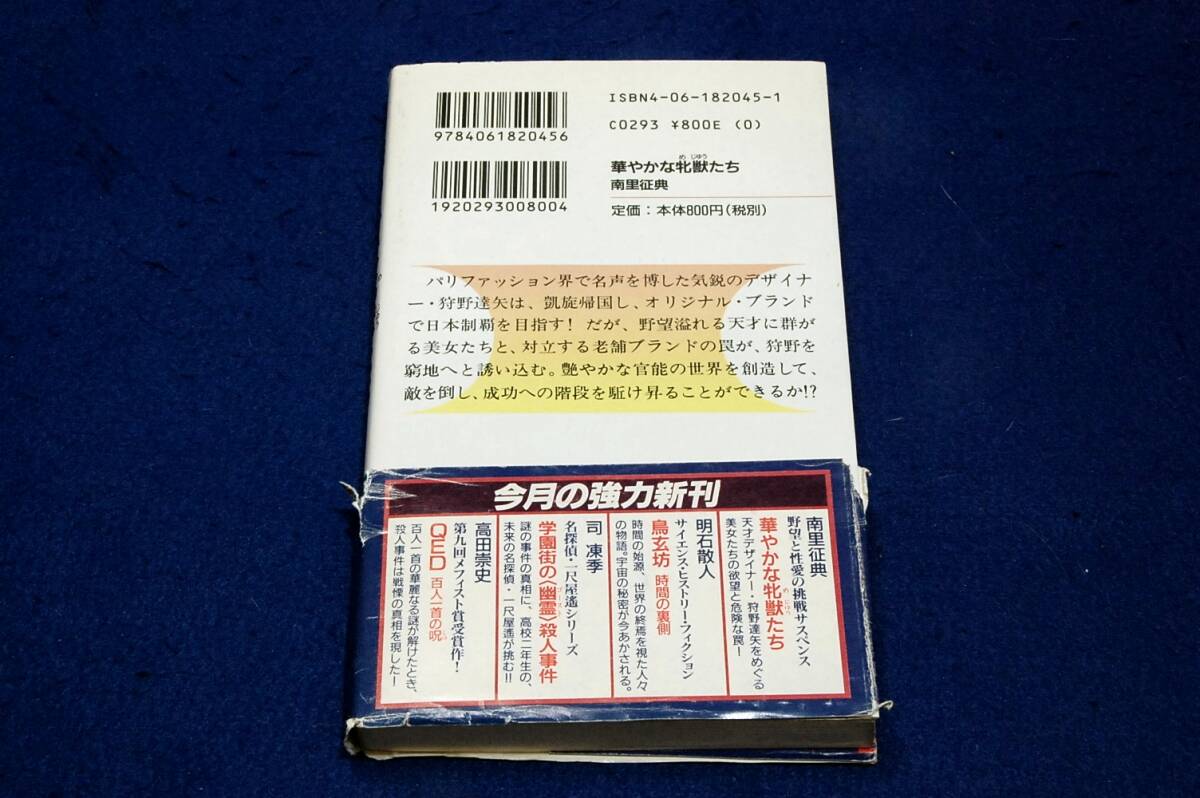 ISBN4-06-182045-1
9784061820456
C0293 ¥800E (0)
めじゅう
華やかな牝獣たち
南里征典
1920293008004
定価：本体800円(税別)
パリファッション界で名声を博した気鋭のデザイナ
ー・狩野達矢は、凱旋帰国し、オリジナル・ブランド
で日本制覇を目指す！ だが、野望溢れる天才に群が
る美女たちと、対立する老舗ブランドの罠が、狩野を
窮地へと誘い込む。艶やかな官能の世界を創造して、
敵を倒し、成功への階段を駈け昇ることができるか!?
今月の強力新刊
南里征典
野望と性愛の挑戦サスペンス
華やかな牝獣たち
めじゅう
天才デザイナー・狩野達矢をめぐる
美女たちの欲望と危険な罠！
明石散人
サイエンス・ヒストリー・フィクション
鳥玄坊 時間の裏側
時間の始源、世界の終焉を視た人々
の物語。宇宙の秘密が今あかされる。
司 凍季
名探偵・一尺屋遙シリーズ
学園街の〈幽霊〉殺人事件
謎の事件の真相に、高校二年生の、
未来の名探偵・一尺屋遙が挑む!!
高田崇史
第九回メフィスト賞受賞作！
QED 百人一首の呪
百人一首の華麗なる謎が解けたとき、
殺人事件は戦慄の真相を現した！